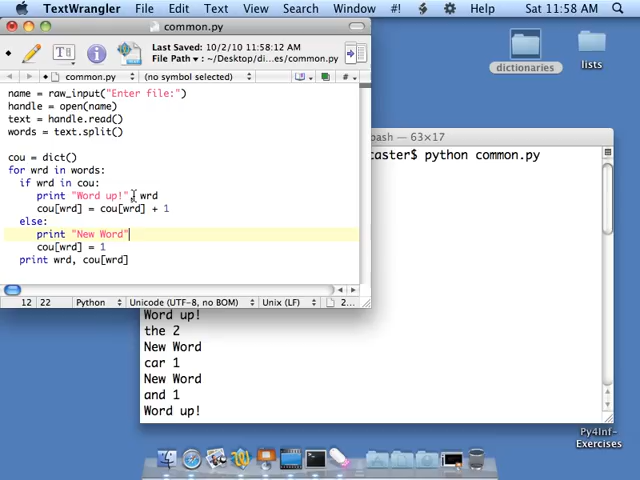 TextWrangler File Edit Text View Search Window #! Sat 11:58 AM
common.py
Last Saved: 10/2/10 11:58:12 AM
File Path: ~/Desktop/di...es/common.py
common.py (no symbol selected) #
name = raw_input("Enter file:")
handle = open(name)
text = handle.read()
words = text.split()
cou = dict()
for wrd in words:
if wrd in cou:
print "Word up!", wrd
cou[wrd] = cou[wrd] + 1
else:
print "New Word"
cou[wrd] = 1
print wrd, cou[wrd]
12 22 Python Unicode (UTF-8, no BOM) Unix (LF) 2...
dictionaries
lists
bash — 63×17
caster$ python common.py
Word up!
the 2
New Word
car 1
New Word
and 1
Word up!
Py4Inf-
Exercises